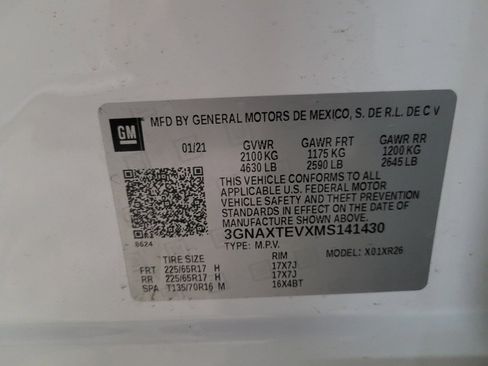 GM MFD BY GENERAL MOTORS DE MEXICO, S. DE R.L. DE C V
01/21 GVWR GAWR FRT GAWR RR
2100 KG 1175 KG 1200 KG
4630 LB 2590 LB 2645 LB
THIS VEHICLE CONFORMS TO ALL
APPLICABLE U.S. FEDERAL MOTOR
VEHICLE SAFETY AND THEFT PREVENTION
STANDARDS IN EFFECT ON THE DATE OF
MANUFACTURE SHOWN ABOVE.
3GNAXTEVXMS141430
8624 TYPE: M.P.V. MODEL: X01XR26
TIRE SIZE RIM
FRT 225/65R17 H 17X7J
RR 225/65R17 H 17X7J
SPA T135/70R16 M 16X4BT